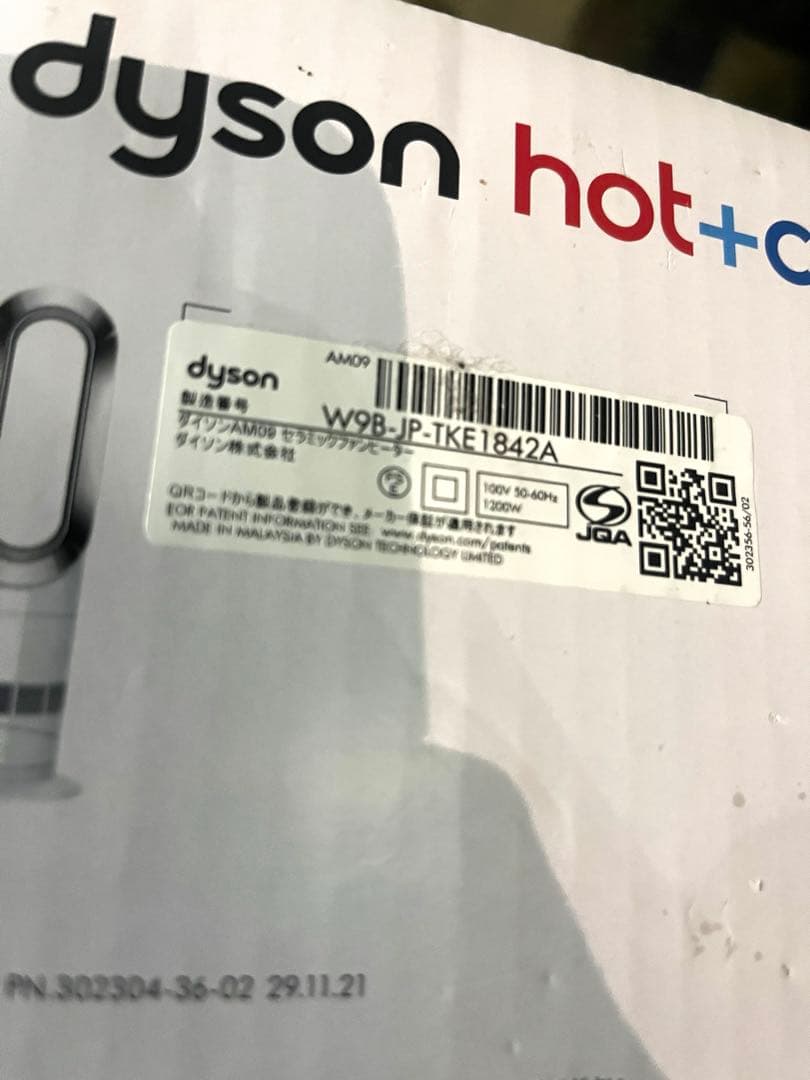 dyson hot+c
dyson
AM09
製造番号
W9B-JP-TKE1842A
ダイソンAM09 セラミックファンヒーター
ダイソン株式会社
100V 50-60Hz
1200W
JQA
QRコードから製品登録ができ、メーカー保証が適用されます
FOR PATENT INFORMATION SEE: www.dyson.com/patents
MADE IN MALAYSIA BY DYSON TECHNOLOGY LIMITED
302356-56/02
PN.302304-36-02 29.11.21